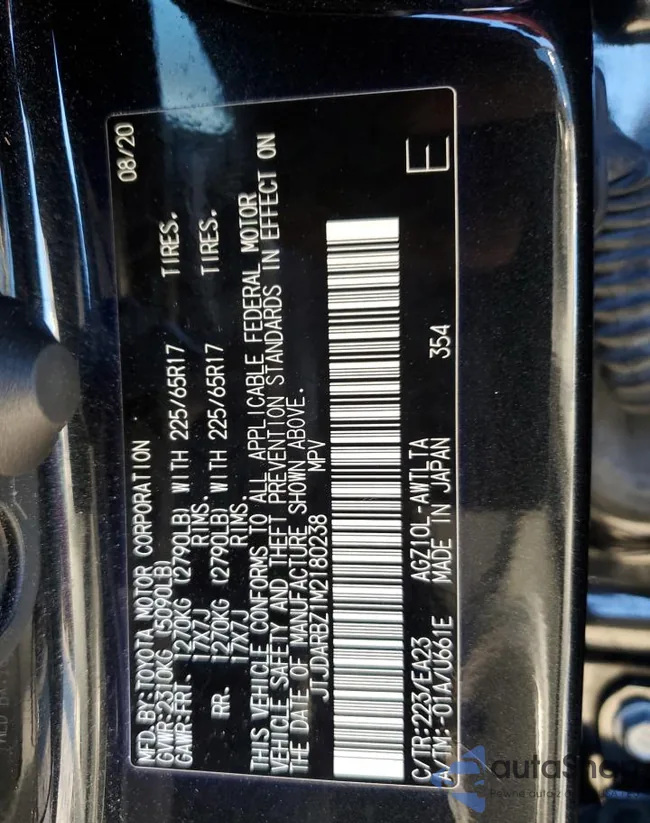 MFD.BY:TOYOTA MOTOR CORPORATION 08/20
GVWR:2310KG (5090LB)
GAWR:FRT. 1270KG (2790LB) WITH 225/65R17 TIRES.
17X7J RIMS.
RR. 1270KG (2790LB) WITH 225/65R17 TIRES.
17X7J RIMS.
THIS VEHICLE CONFORMS TO ALL APPLICABLE FEDERAL MOTOR
VEHICLE SAFETY AND THEFT PREVENTION STANDARDS IN EFFECT ON
THE DATE OF MANUFACTURE SHOWN ABOVE.
JTJDARBZ1M2180238 MPV
C/TR:223/EA23 AGZ10L-AWTLTA 354
A/TM:-01A/U661E MADE IN JAPAN E